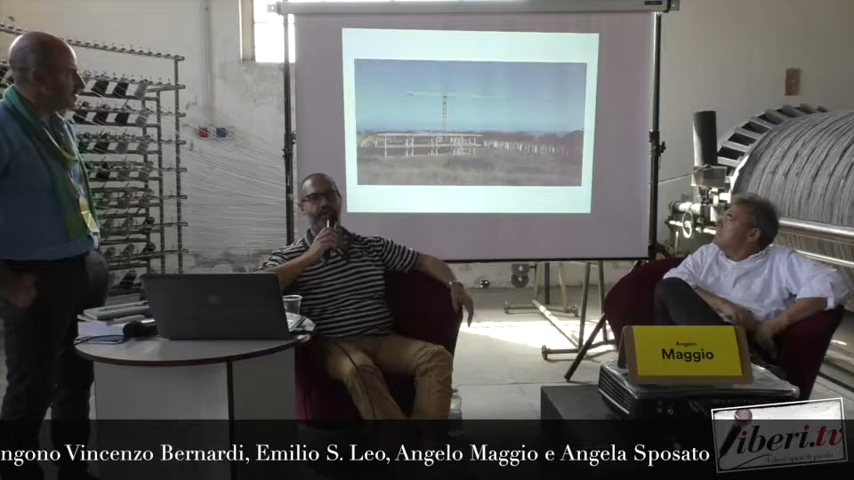 Angelo
Maggio
ngono Vincenzo Bernardi, Emilio S. Leo, Angelo Maggio e Angela Sposato
liberi.tv